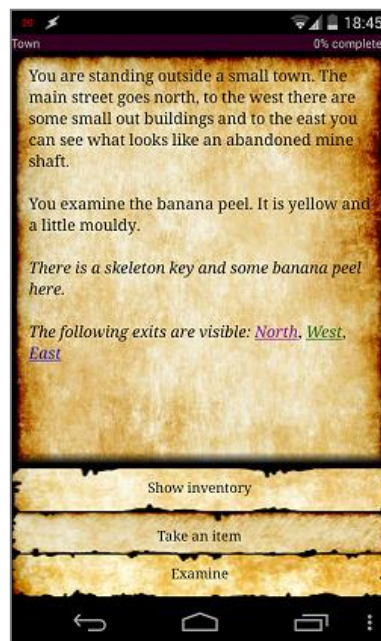 20° 18:45
Town 0% complete
You are standing outside a small town. The
main street goes north, to the west there are
some small out buildings and to the east you
can see what looks like an abandoned mine
shaft.
You examine the banana peel. It is yellow and
a little mouldy.
There is a skeleton key and some banana peel
here.
The following exits are visible: North, West,
East
Show inventory
Take an item
Examine